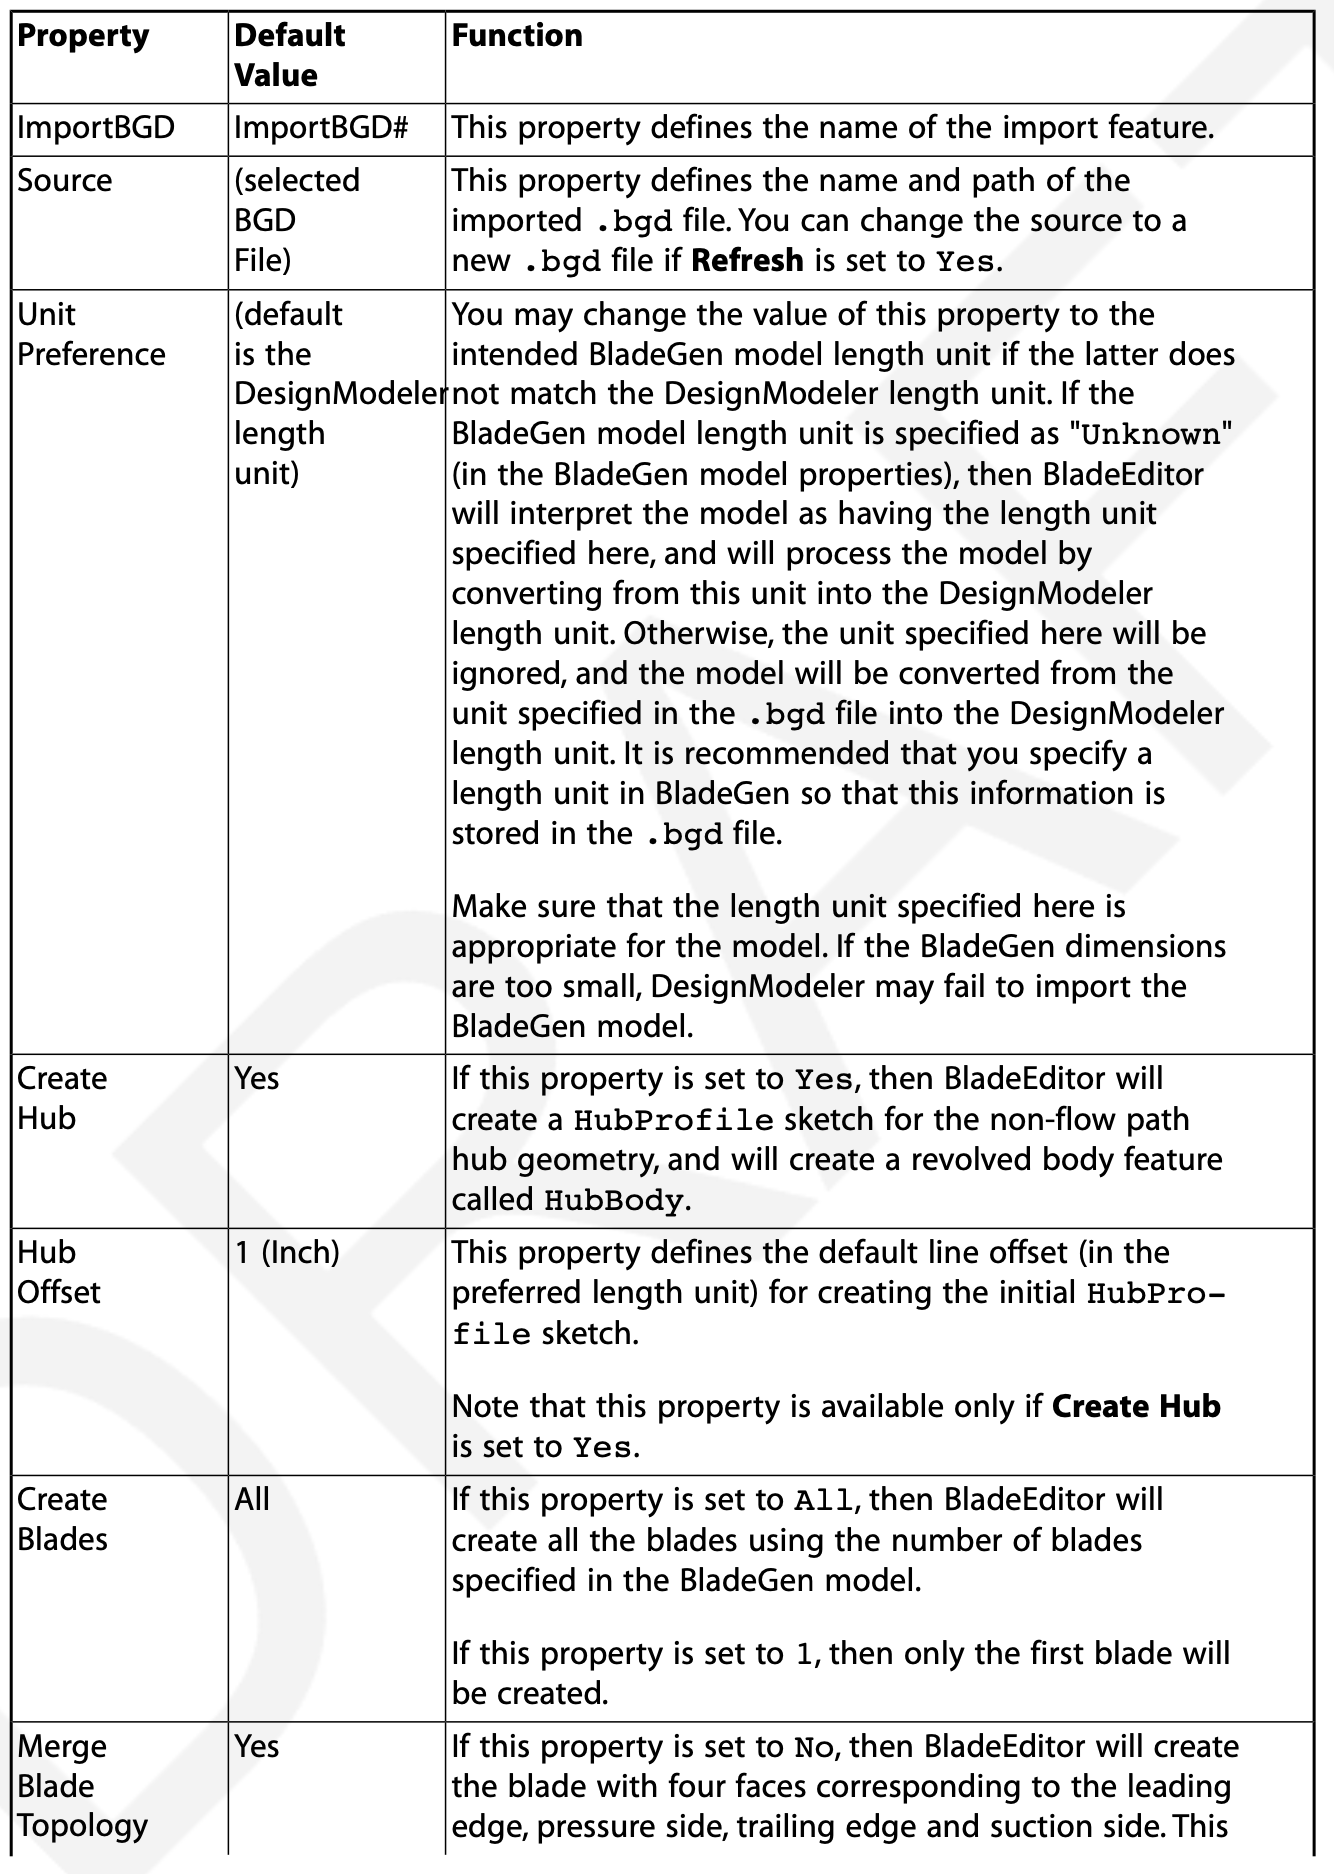 Property
Default
Value
Function
ImportBGD
ImportBGD#
This property defines the name of the import feature.
Source
(selected
BGD
File)
This property defines the name and path of the
imported .bgd file. You can change the source to a
new .bgd file if Refresh is set to Yes.
Unit
Preference
(default
is the
DesignModeler
length
unit)
You may change the value of this property to the
intended BladeGen model length unit if the latter does
not match the DesignModeler length unit. If the
BladeGen model length unit is specified as "Unknown"
(in the BladeGen model properties), then BladeEditor
will interpret the model as having the length unit
specified here, and will process the model by
converting from this unit into the DesignModeler
length unit. Otherwise, the unit specified here will be
ignored, and the model will be converted from the
unit specified in the .bgd file into the DesignModeler
length unit. It is recommended that you specify a
length unit in BladeGen so that this information is
stored in the .bgd file.
Make sure that the length unit specified here is
appropriate for the model. If the BladeGen dimensions
are too small, DesignModeler may fail to import the
BladeGen model.
Create
Hub
Yes
If this property is set to Yes, then BladeEditor will
create a HubProfile sketch for the non-flow path
hub geometry, and will create a revolved body feature
called HubBody.
Hub
Offset
1 (Inch)
This property defines the default line offset (in the
preferred length unit) for creating the initial HubPro-
file sketch.
Note that this property is available only if Create Hub
is set to Yes.
Create
Blades
All
If this property is set to All, then BladeEditor will
create all the blades using the number of blades
specified in the BladeGen model.
If this property is set to 1, then only the first blade will
be created.
Merge
Blade
Topology
Yes
If this property is set to No, then BladeEditor will create
the blade with four faces corresponding to the leading
edge, pressure side, trailing edge and suction side. This